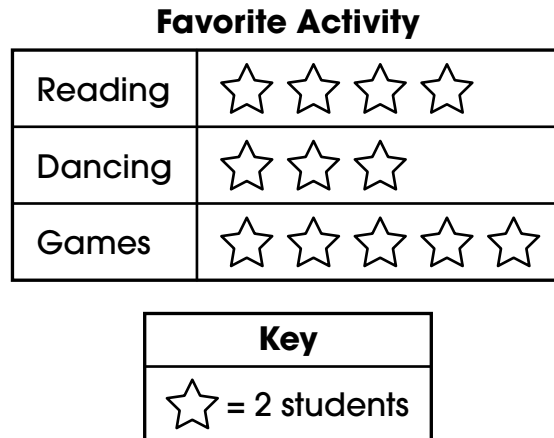 Favorite Activity
Reading
Dancing
Games
Key
= 2 students